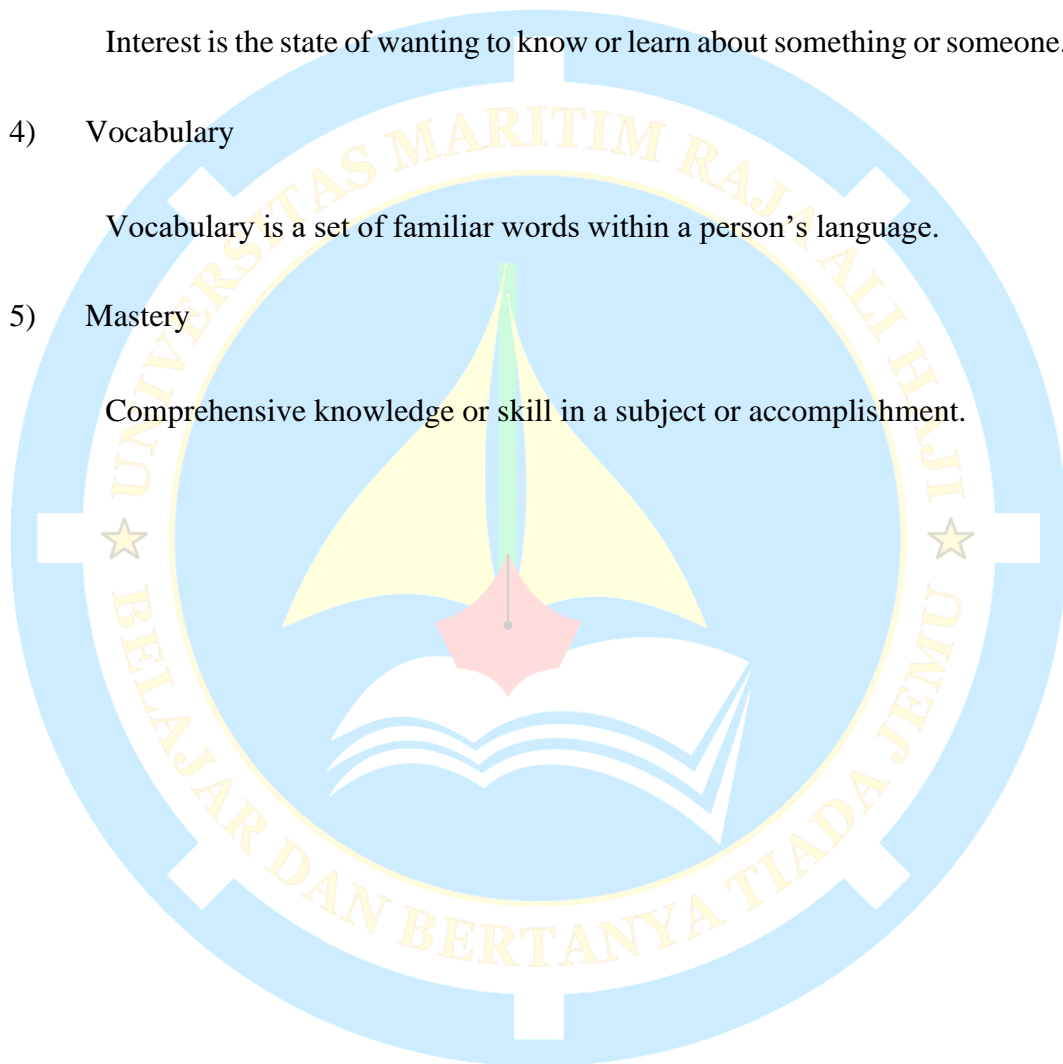 Interest is the state of wanting to know or learn about something or someone.
4) Vocabulary
Vocabulary is a set of familiar words within a person’s language.
5) Mastery
Comprehensive knowledge or skill in a subject or accomplishment.
UNIVERSITAS MARITIM RAJA ALI HAJI
BELAJAR DAN BERTANYA TIADA JEMU